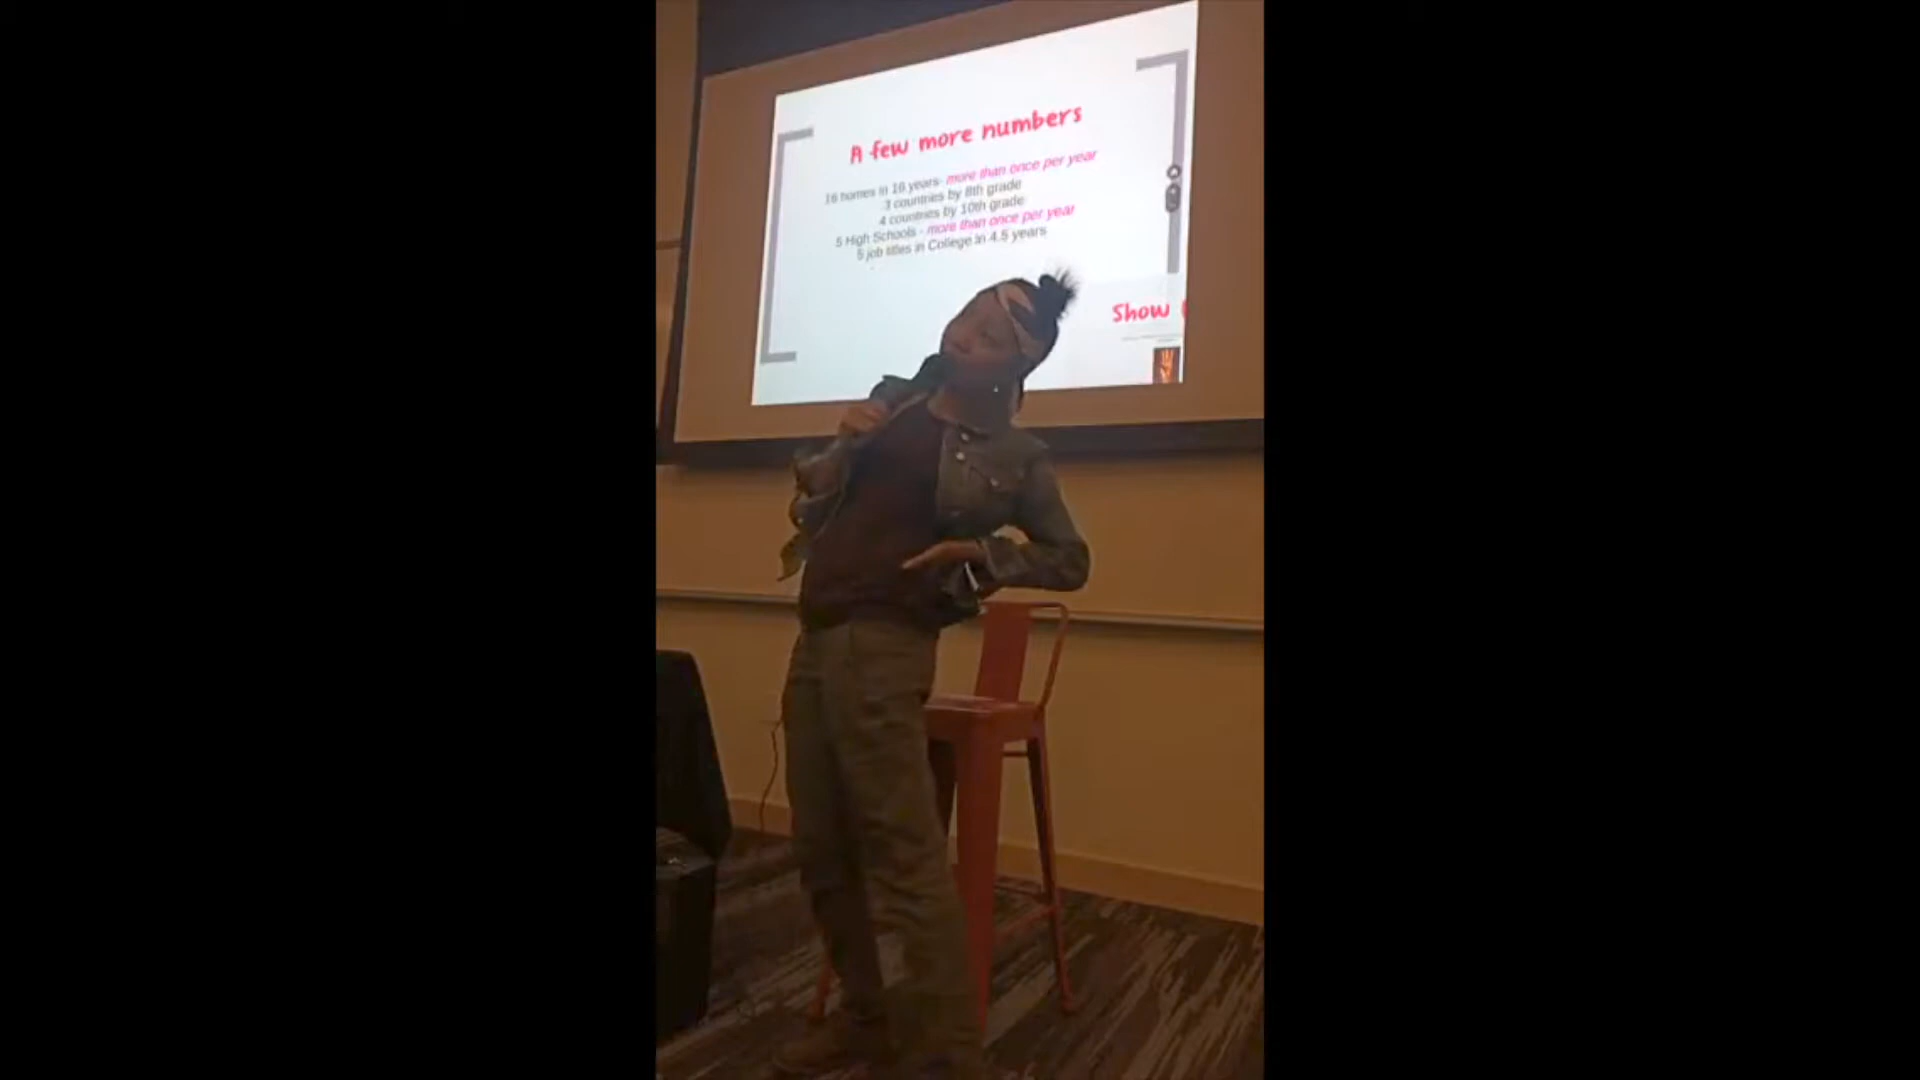 A few more numbers
16 homes in 16 years- more than once per year
3 countries by 8th grade
4 countries by 10th grade
5 High Schools - more than once per year
5 job titles in College in 4.5 years
Show